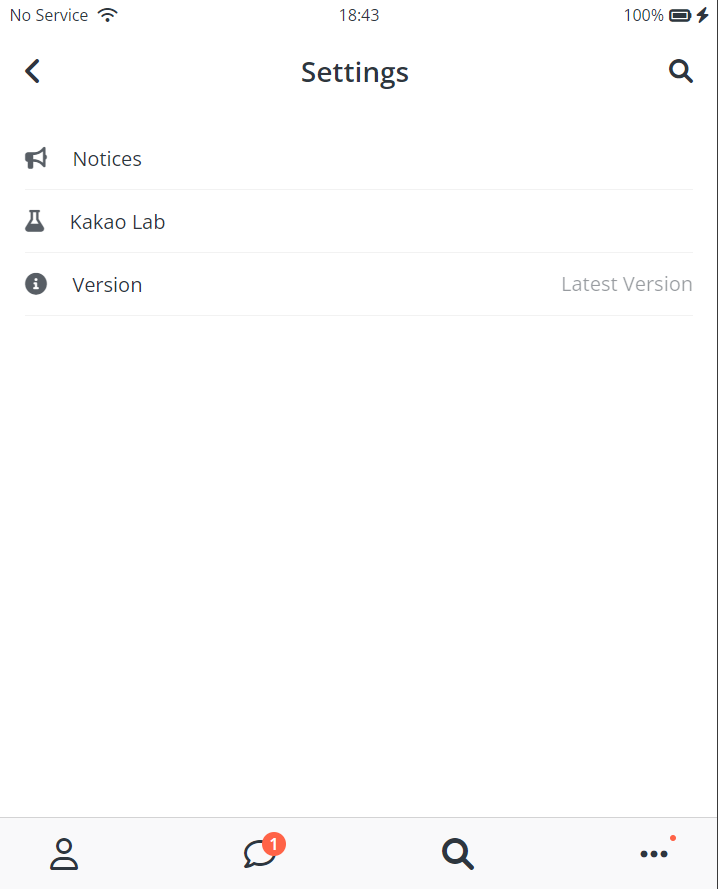 No Service 18:43 100%
Settings
Notices
Kakao Lab
Version Latest Version
1